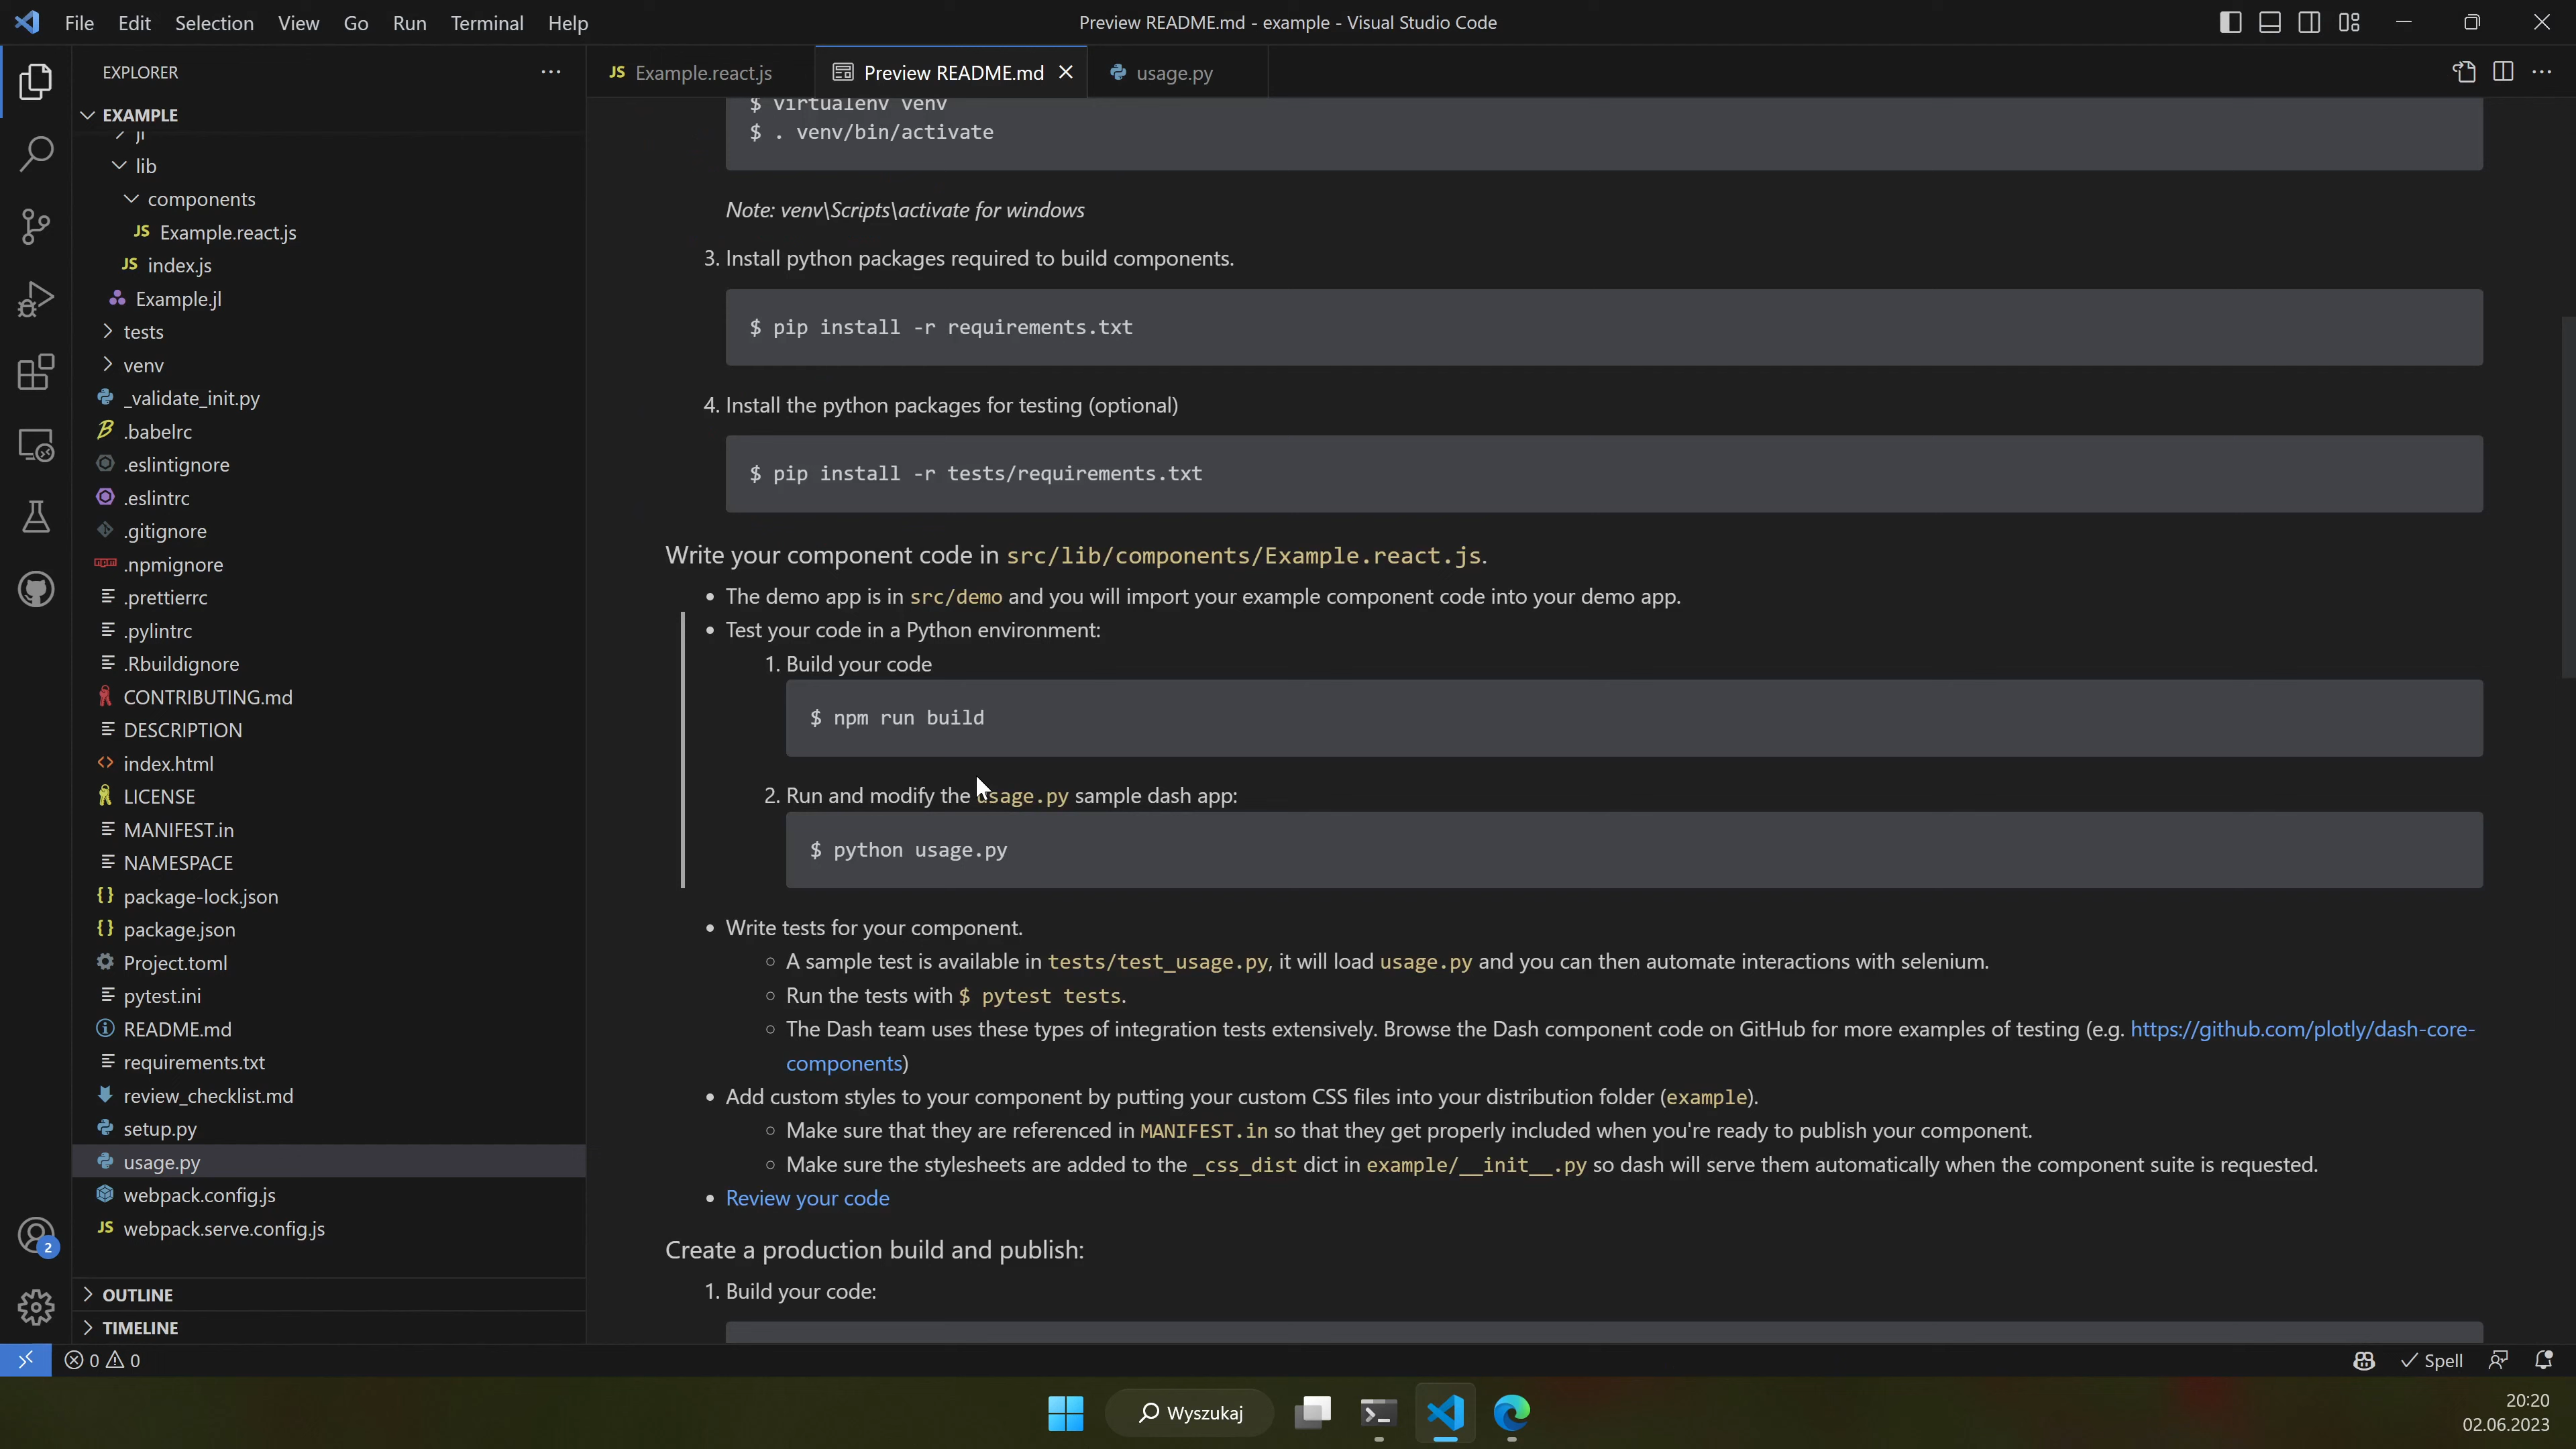 File Edit Selection View Go Run Terminal Help
Preview README.md - example - Visual Studio Code
EXPLORER
EXAMPLE
jl
lib
components
JS Example.react.js
JS index.js
Example.jl
tests
venv
_validate_init.py
.babelrc
.eslintignore
.eslintrc
.gitignore
.npmignore
.prettierrc
.pylintrc
.Rbuildignore
CONTRIBUTING.md
DESCRIPTION
index.html
LICENSE
MANIFEST.in
NAMESPACE
package-lock.json
package.json
Project.toml
pytest.ini
README.md
requirements.txt
review_checklist.md
setup.py
usage.py
webpack.config.js
JS webpack.serve.config.js
OUTLINE
TIMELINE
JS Example.react.js
Preview README.md
usage.py
$ virtualenv venv
$ . venv/bin/activate
Note: venv\Scripts\activate for windows
3. Install python packages required to build components.
$ pip install -r requirements.txt
4. Install the python packages for testing (optional)
$ pip install -r tests/requirements.txt
Write your component code in src/lib/components/Example.react.js.
• The demo app is in src/demo and you will import your example component code into your demo app.
• Test your code in a Python environment:
1. Build your code
$ npm run build
2. Run and modify the usage.py sample dash app:
$ python usage.py
• Write tests for your component.
○ A sample test is available in tests/test_usage.py, it will load usage.py and you can then automate interactions with selenium.
○ Run the tests with $ pytest tests.
○ The Dash team uses these types of integration tests extensively. Browse the Dash component code on GitHub for more examples of testing (e.g. https://github.com/plotly/dash-core-
components)
• Add custom styles to your component by putting your custom CSS files into your distribution folder (example).
○ Make sure that they are referenced in MANIFEST.in so that they get properly included when you're ready to publish your component.
○ Make sure the stylesheets are added to the _css_dist dict in example/__init__.py so dash will serve them automatically when the component suite is requested.
• Review your code
Create a production build and publish:
1. Build your code:
2
0 0
Spell
Wyszukaj
20:20
02.06.2023